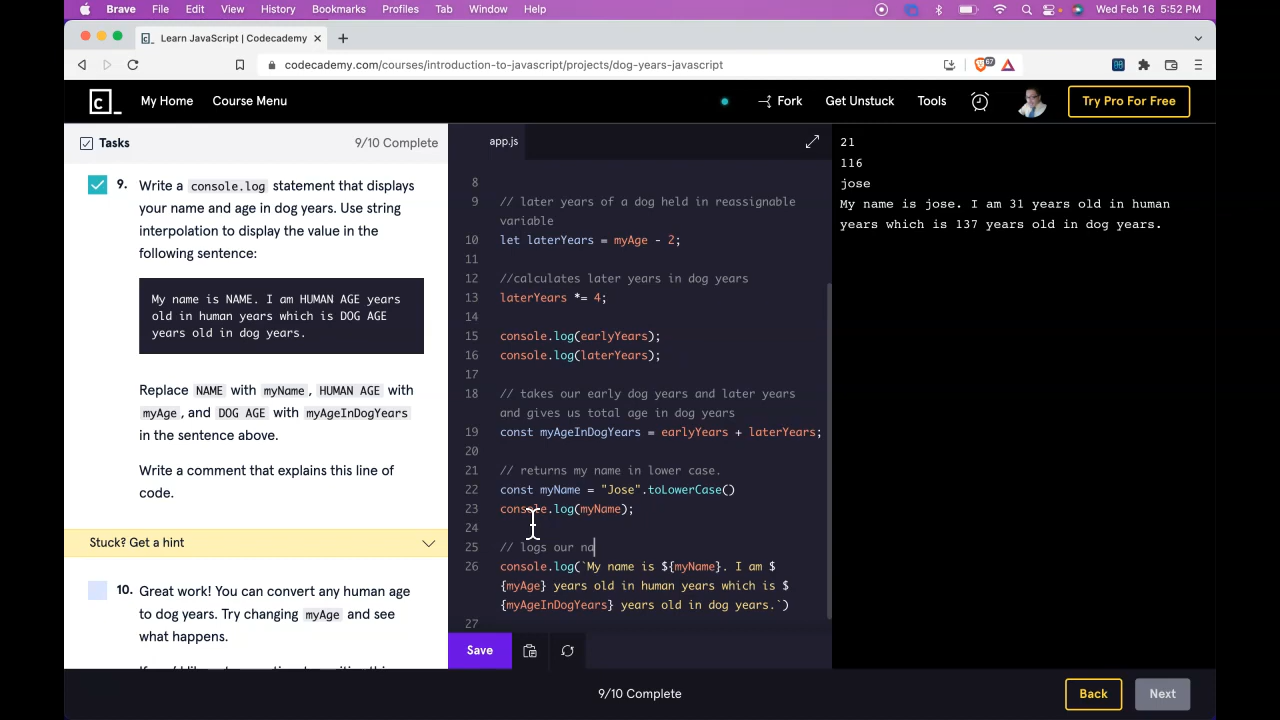 Brave File Edit View History Bookmarks Profiles Tab Window Help Wed Feb 16 5:52 PM
Learn JavaScript | Codecademy
codecademy.com/courses/introduction-to-javascript/projects/dog-years-javascript
67
C_ My Home Course Menu Fork Get Unstuck Tools Try Pro For Free
Tasks 9/10 Complete
9. Write a console.log statement that displays
your name and age in dog years. Use string
interpolation to display the value in the
following sentence:
My name is NAME. I am HUMAN AGE years
old in human years which is DOG AGE
years old in dog years.
Replace NAME with myName, HUMAN AGE with
myAge, and DOG AGE with myAgeInDogYears
in the sentence above.
Write a comment that explains this line of
code.
Stuck? Get a hint
10. Great work! You can convert any human age
to dog years. Try changing myAge and see
what happens.
app.js
8
9 // later years of a dog held in reassignable
variable
10 let laterYears = myAge - 2;
11
12 //calculates later years in dog years
13 laterYears *= 4;
14
15 console.log(earlyYears);
16 console.log(laterYears);
17
18 // takes our early dog years and later years
and gives us total age in dog years
19 const myAgeInDogYears = earlyYears + laterYears;
20
21 // returns my name in lower case.
22 const myName = "Jose".toLowerCase()
23 console.log(myName);
24
25 // logs our na
26 console.log(`My name is ${myName}. I am $
{myAge} years old in human years which is $
{myAgeInDogYears} years old in dog years.`)
27
Save
21
116
jose
My name is jose. I am 31 years old in human
years which is 137 years old in dog years.
9/10 Complete
Back Next